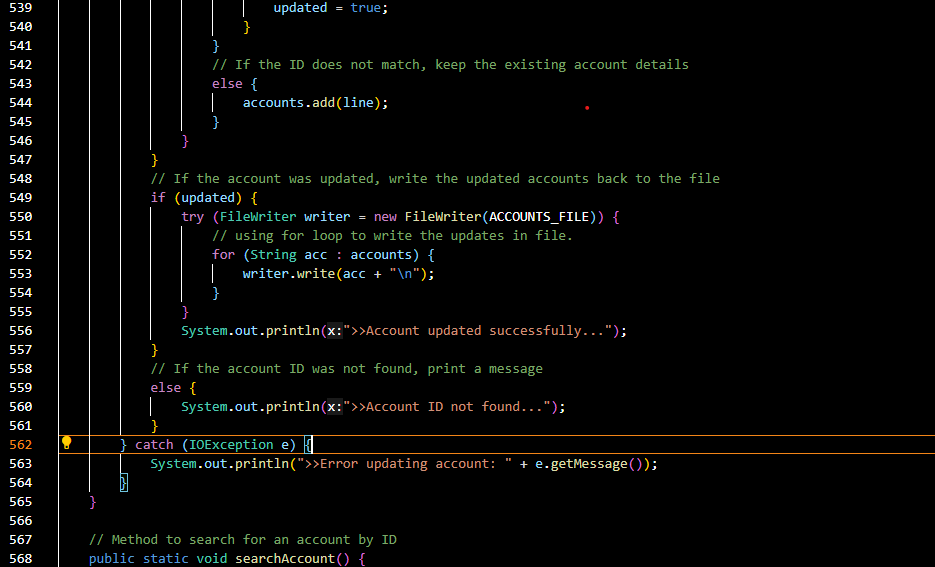 539 updated = true;
540 }
541 }
542 // If the ID does not match, keep the existing account details
543 else {
544 accounts.add(line);
545 }
546 }
547 }
548 // If the account was updated, write the updated accounts back to the file
549 if (updated) {
550 try (FileWriter writer = new FileWriter(ACCOUNTS_FILE)) {
551 // using for loop to write the updates in file.
552 for (String acc : accounts) {
553 writer.write(acc + "\n");
554 }
555 }
556 System.out.println(x:">>Account updated successfully...");
557 }
558 // If the account ID was not found, print a message
559 else {
560 System.out.println(x:">>Account ID not found...");
561 }
562 } catch (IOException e) {
563 System.out.println(">>Error updating account: " + e.getMessage());
564 }
565 }
566
567 // Method to search for an account by ID
568 public static void searchAccount() {